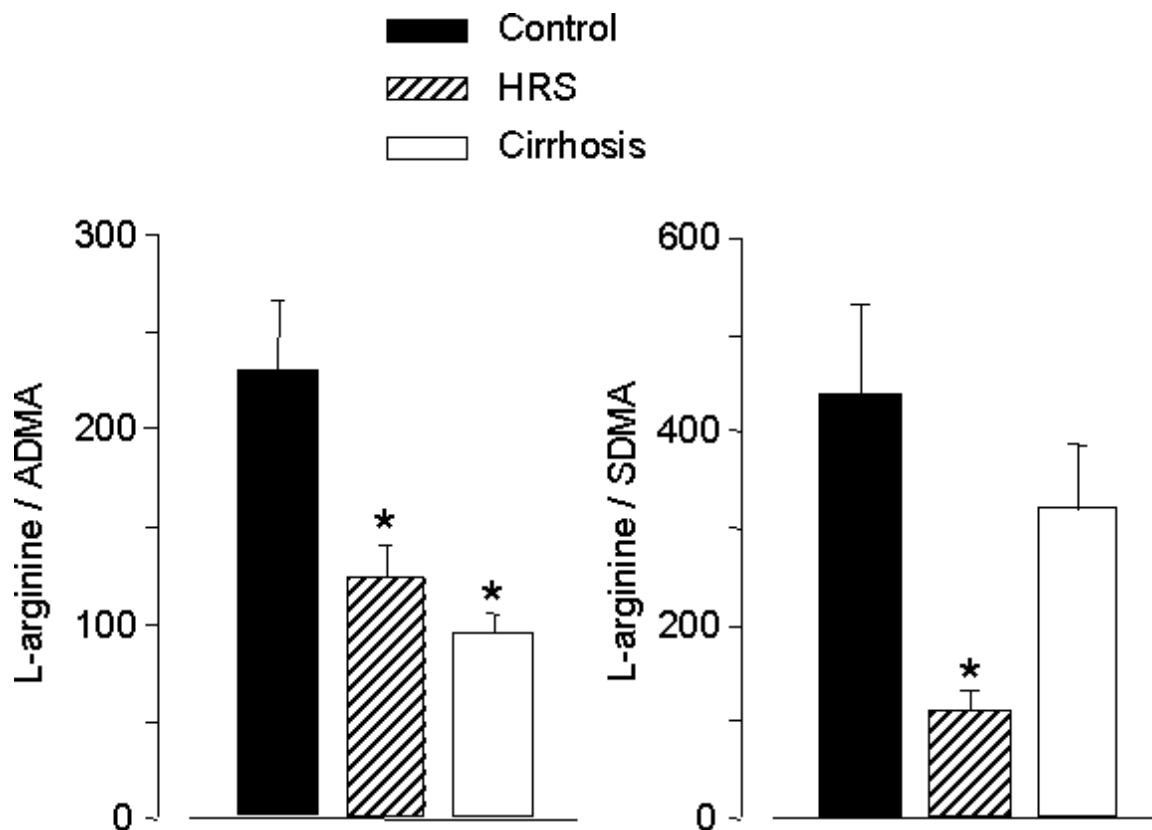 Control
HRS
Cirrhosis
300
200
100
0
L-arginine / ADMA
*
*
600
400
200
0
L-arginine / SDMA
*